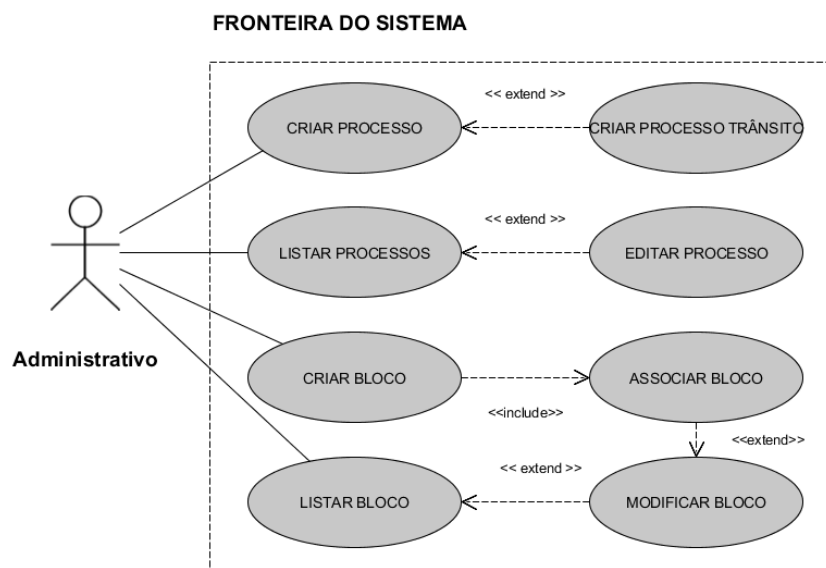 FRONTEIRA DO SISTEMA
<< extend >>
CRIAR PROCESSO
CRIAR PROCESSO TRÂNSITO
<< extend >>
LISTAR PROCESSOS
EDITAR PROCESSO
Administrativo
CRIAR BLOCO
ASSOCIAR BLOCO
<<include>>
<<extend>>
<< extend >>
LISTAR BLOCO
MODIFICAR BLOCO